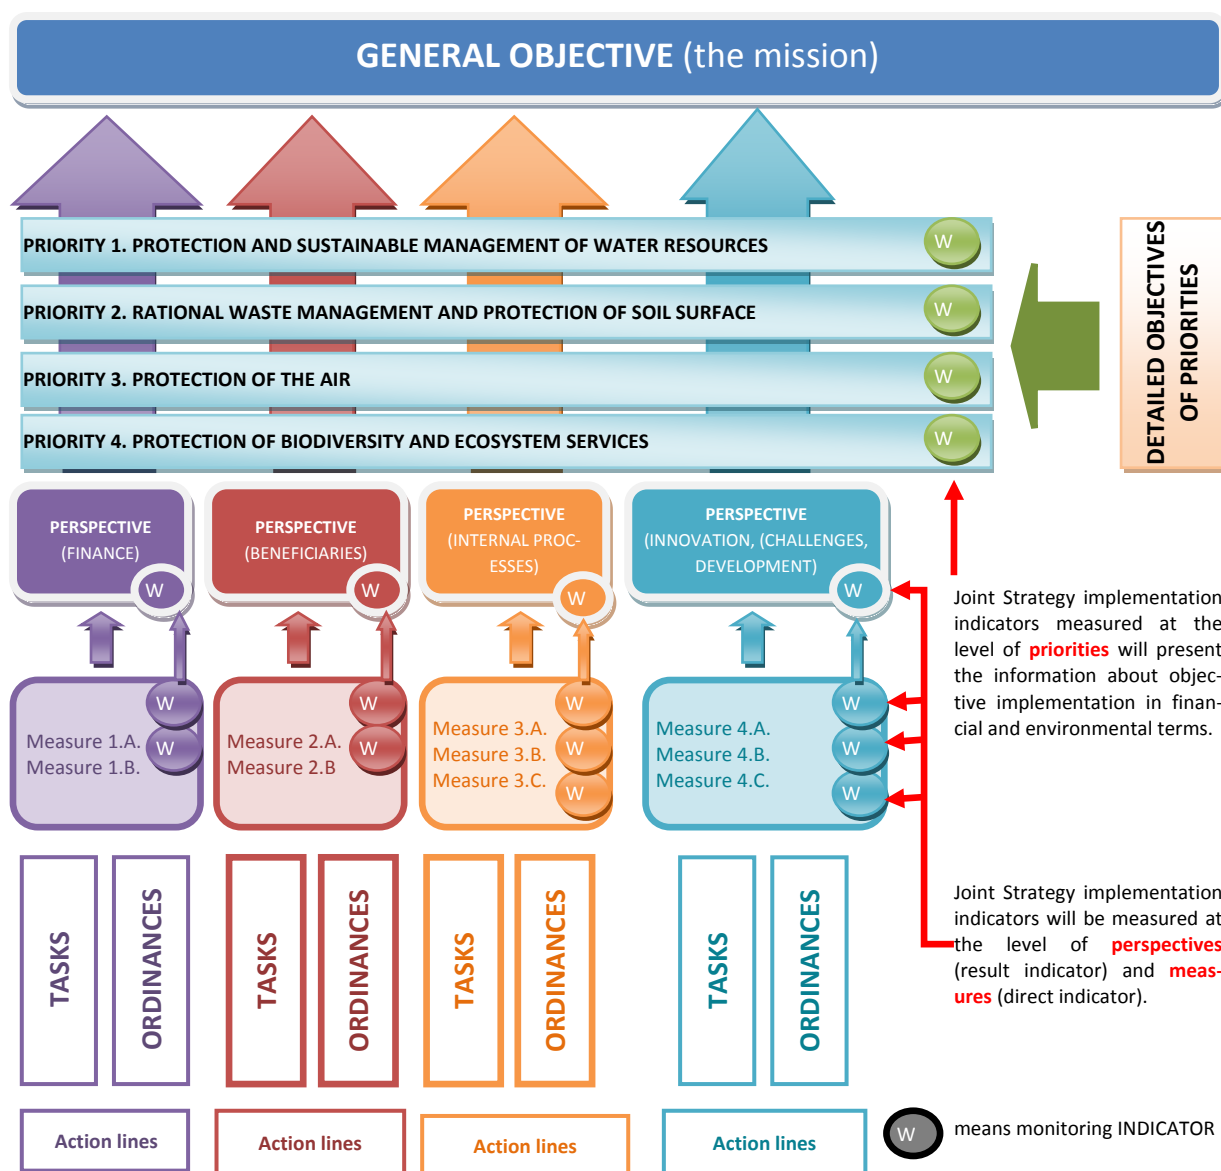 GENERAL OBJECTIVE (the mission)
PRIORITY 1. PROTECTION AND SUSTAINABLE MANAGEMENT OF WATER RESOURCES
W
PRIORITY 2. RATIONAL WASTE MANAGEMENT AND PROTECTION OF SOIL SURFACE
W
PRIORITY 3. PROTECTION OF THE AIR
W
PRIORITY 4. PROTECTION OF BIODIVERSITY AND ECOSYSTEM SERVICES
W
DETAILED OBJECTIVES
OF PRIORITIES
PERSPECTIVE
(FINANCE)
W
PERSPECTIVE
(BENEFICIARIES)
W
PERSPECTIVE
(INTERNAL PROC-
ESSES)
W
PERSPECTIVE
(INNOVATION, (CHALLENGES,
DEVELOPMENT)
W
Measure 1.A.
Measure 1.B.
W
W
Measure 2.A.
Measure 2.B
W
W
Measure 3.A.
Measure 3.B.
Measure 3.C.
W
W
W
Measure 4.A.
Measure 4.B.
Measure 4.C.
W
W
W
Joint Strategy implementation
indicators measured at the
level of priorities will present
the information about objec-
tive implementation in finan-
cial and environmental terms.
TASKS
ORDINANCES
TASKS
ORDINANCES
TASKS
ORDINANCES
TASKS
ORDINANCES
Joint Strategy implementation
indicators will be measured at
the level of perspectives
(result indicator) and meas-
ures (direct indicator).
Action lines
Action lines
Action lines
Action lines
W
means monitoring INDICATOR